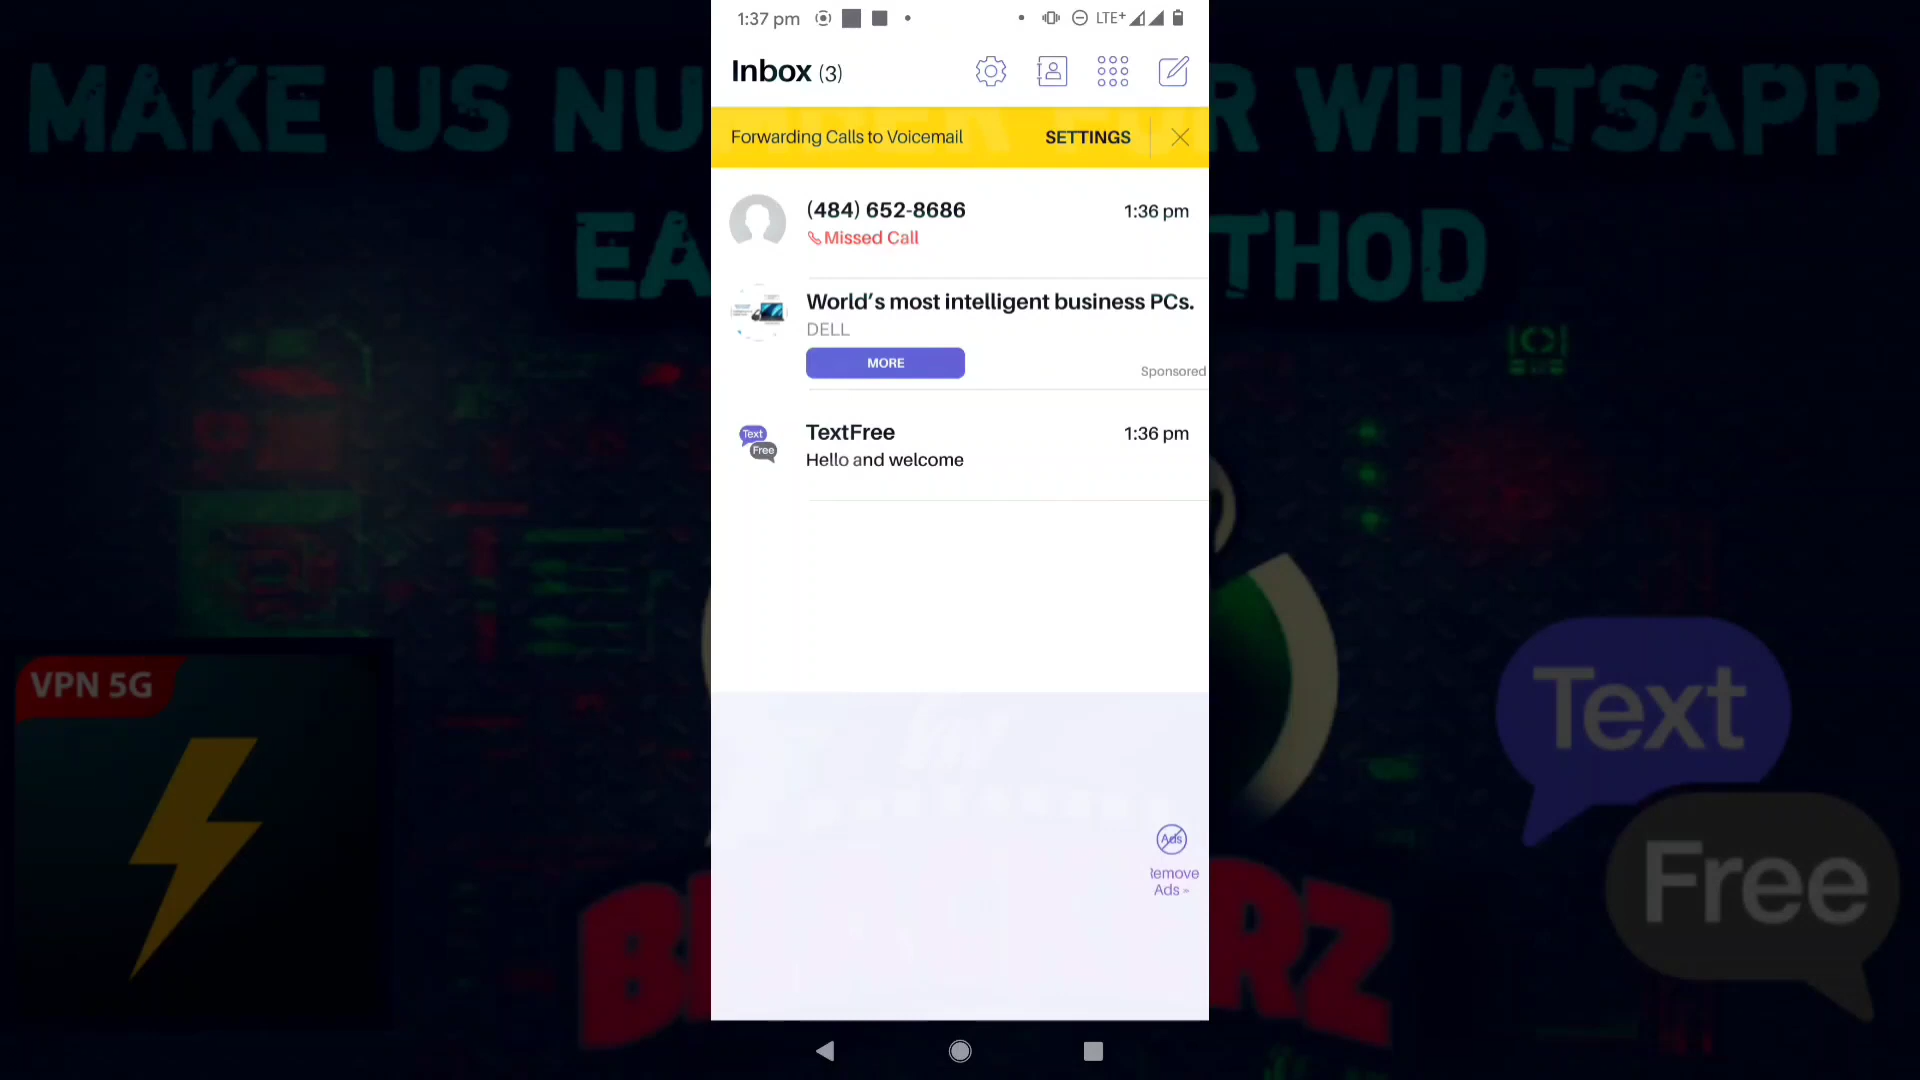 1:37 pm
LTE+
Inbox (3)
MAKE US NU R WHATSAPP
Forwarding Calls to Voicemail
SETTINGS
(484) 652-8686
1:36 pm
Missed Call
EA THOD
World's most intelligent business PCs.
DELL
MORE
Sponsored
TextFree
1:36 pm
Text
Free
Hello and welcome
VPN 5G
Text
Free
Ads
Remove
Ads
B RZ